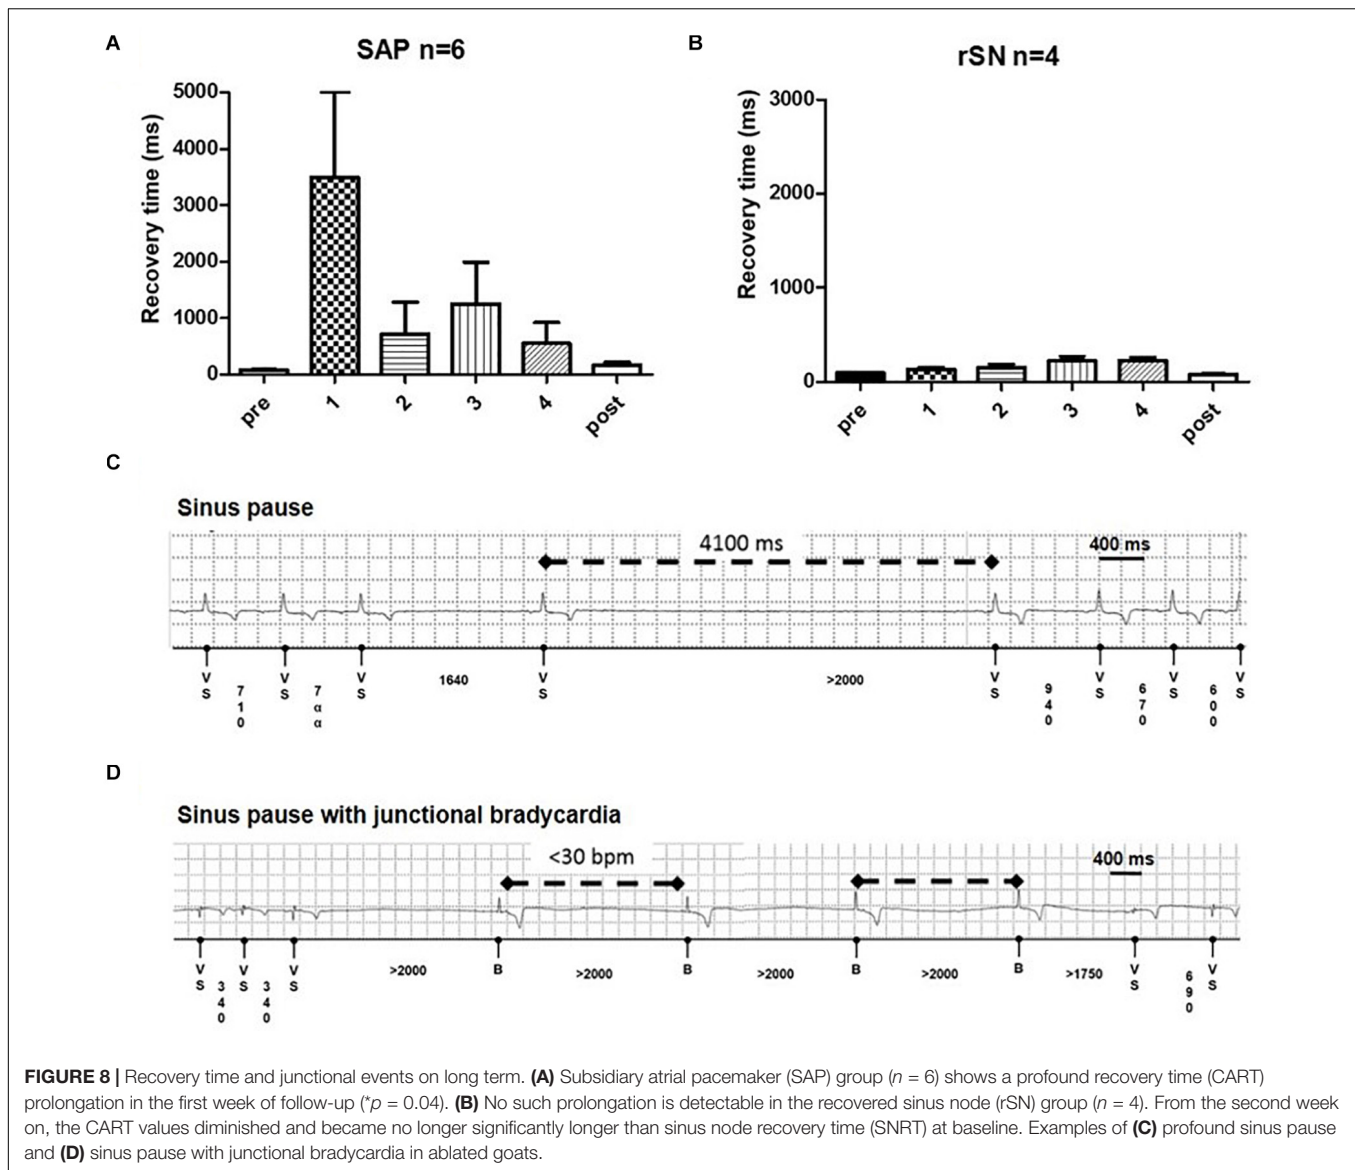 A
SAP n=6
Recovery time (ms)
5000
4000
3000
2000
1000
0
pre
1
2
3
4
post
B
rSN n=4
Recovery time (ms)
3000
2000
1000
0
pre
1
2
3
4
post
C
Sinus pause
4100 ms
400 ms
VS
710
VS
7αα
VS
1640
VS
>2000
VS
940
VS
670
VS
600
VS
D
Sinus pause with junctional bradycardia
<30 bpm
400 ms
VS
340
VS
340
VS
>2000
B
>2000
B
>2000
B
>2000
B
>1750
VS
690
VS
FIGURE 8 | Recovery time and junctional events on long term. (A) Subsidiary atrial pacemaker (SAP) group (n = 6) shows a profound recovery time (CART)
prolongation in the first week of follow-up (*p = 0.04). (B) No such prolongation is detectable in the recovered sinus node (rSN) group (n = 4). From the second week
on, the CART values diminished and became no longer significantly longer than sinus node recovery time (SNRT) at baseline. Examples of (C) profound sinus pause
and (D) sinus pause with junctional bradycardia in ablated goats.